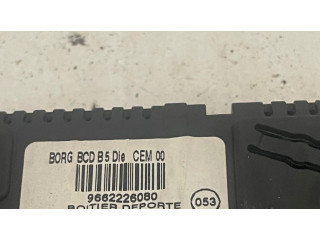 BORG BCD B5 Die CEM 00
9662226080
BOITIER DEPORTE
053